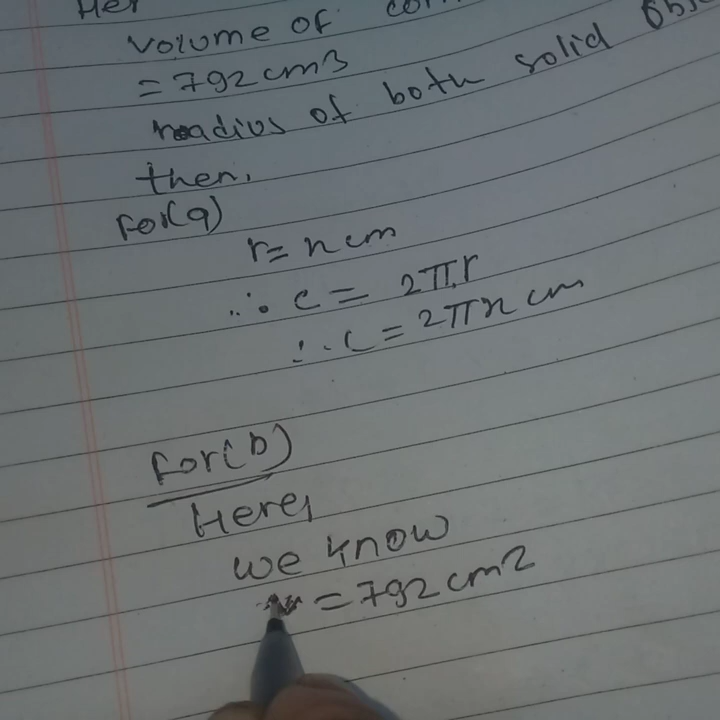 Her
volume of
= 792 cm3
radius of both solid
then,
for(a)
r = x cm
∴ c = 2πr
∴ c = 2πx cm
for(b)
Here,
we know
= 792 cm2